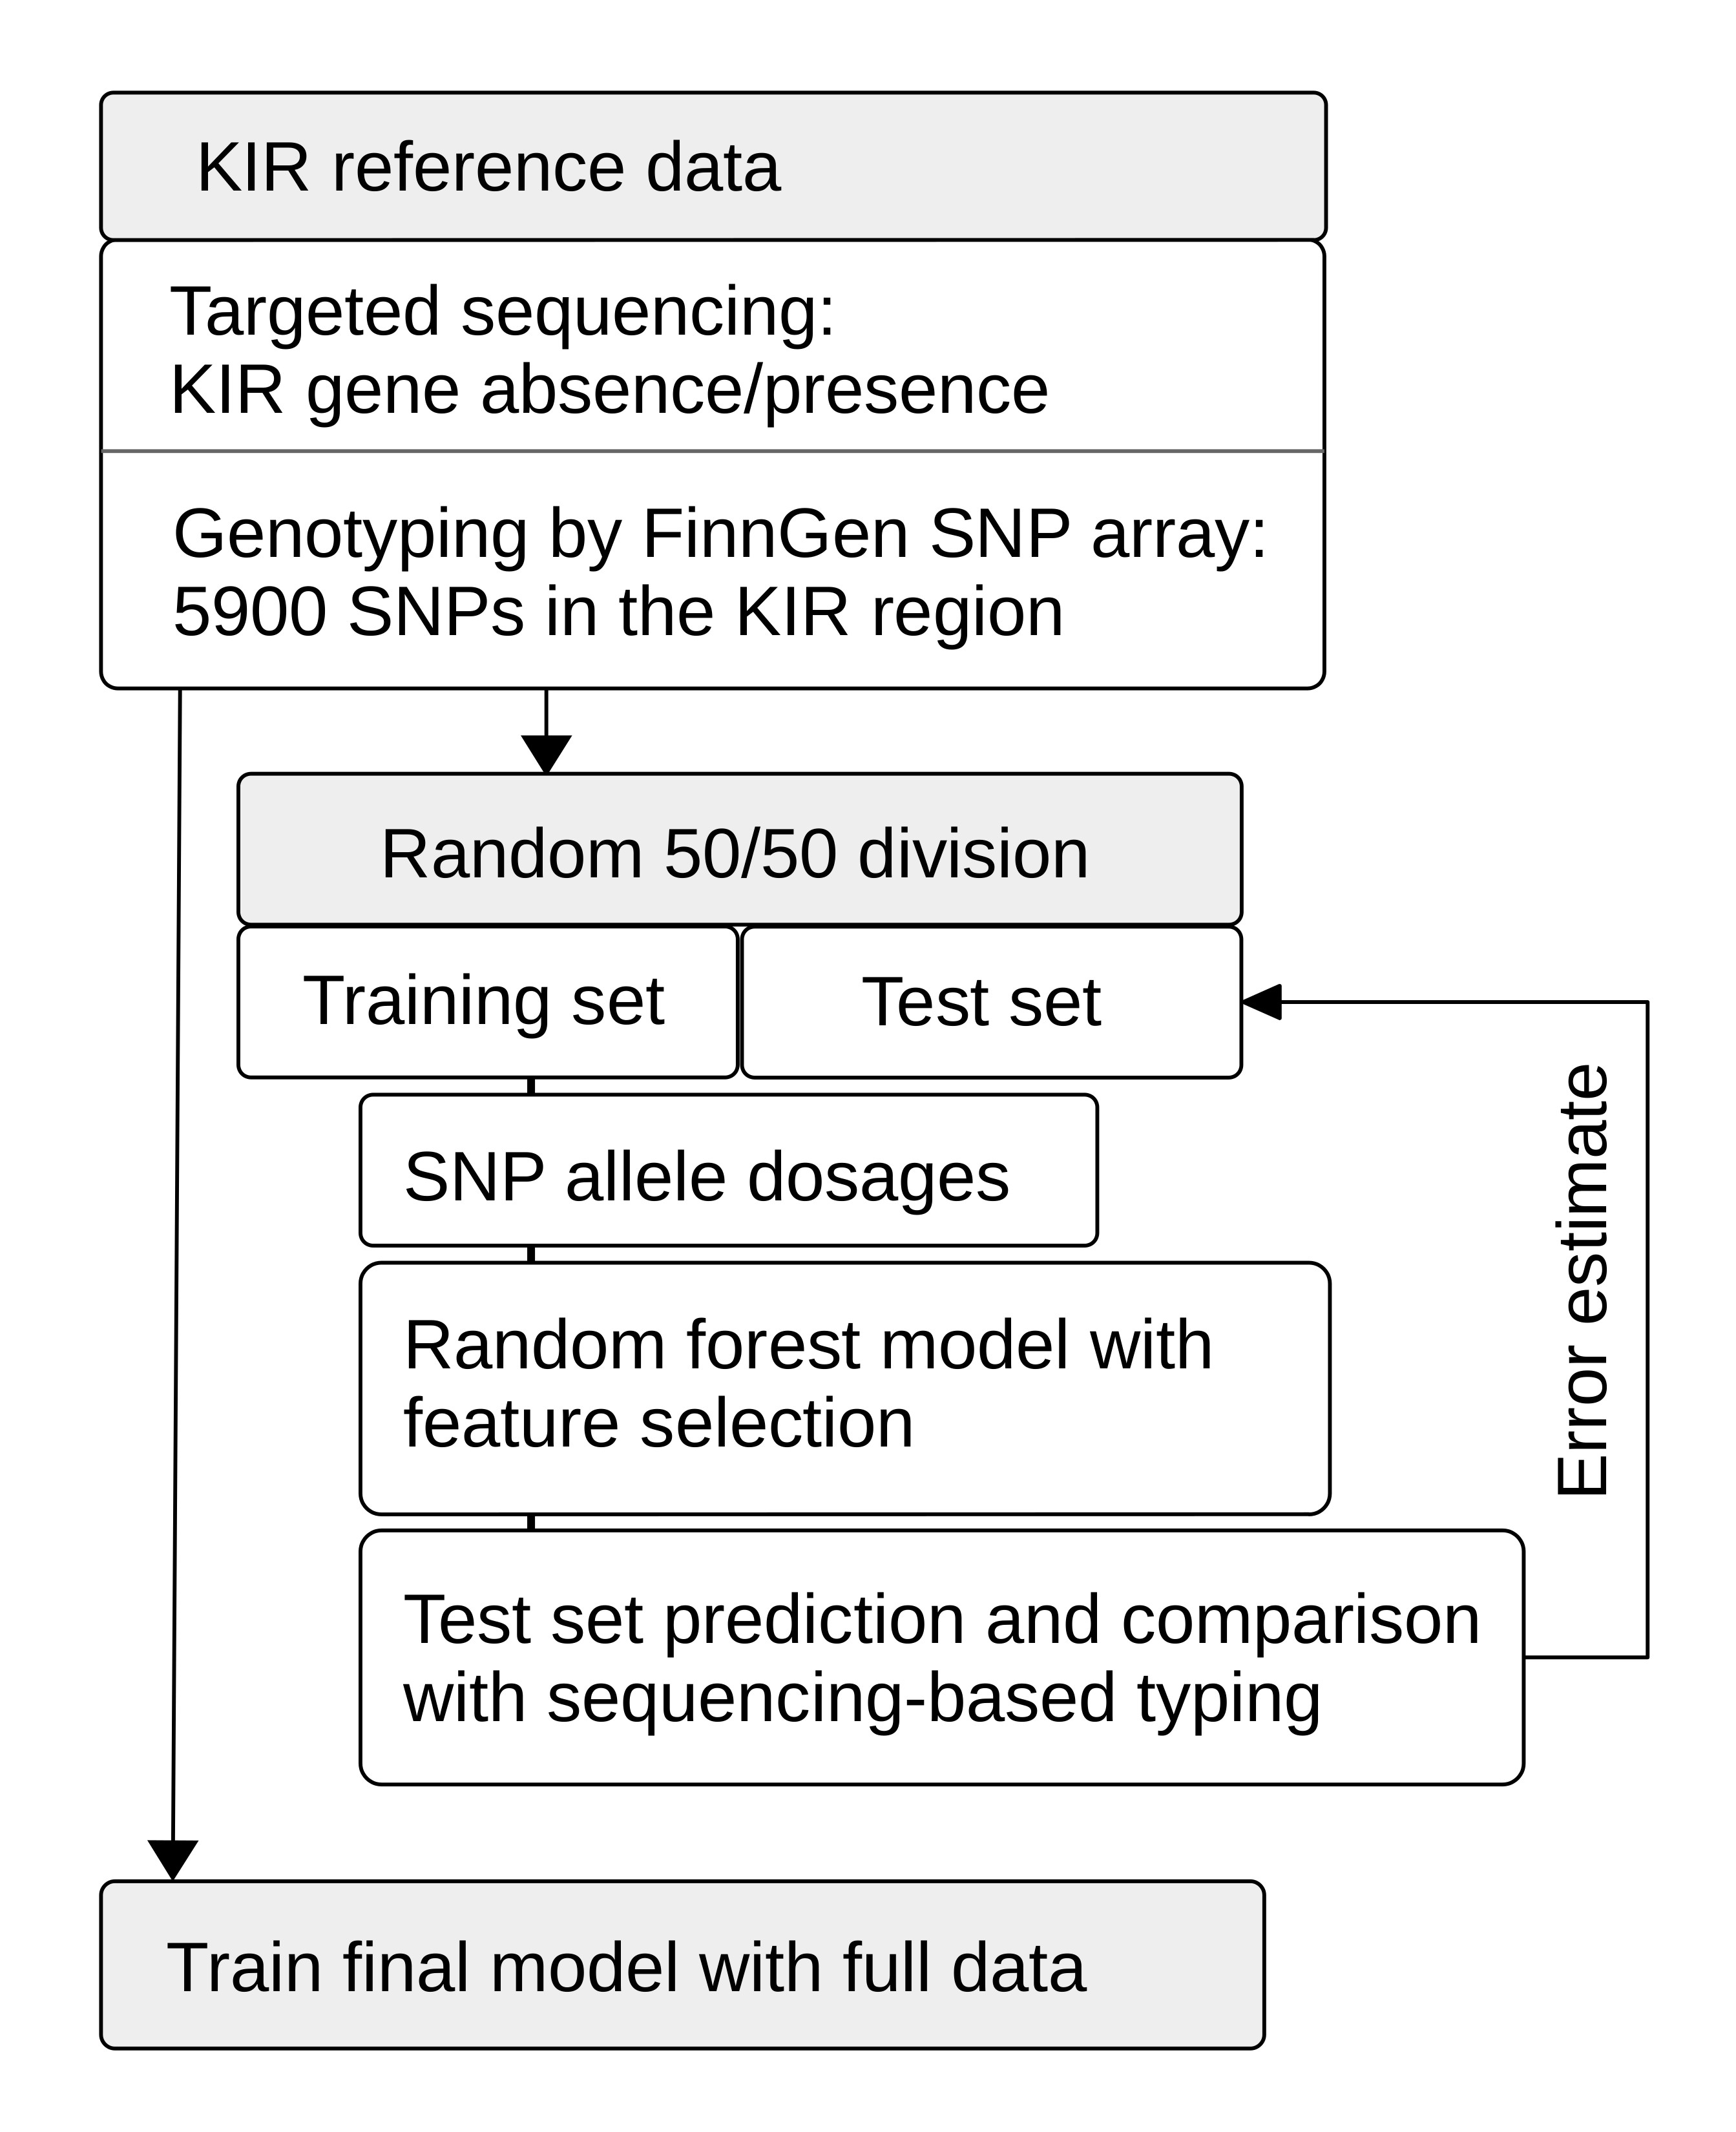 KIR reference data
Targeted sequencing:
KIR gene absence/presence
Genotyping by FinnGen SNP array:
5900 SNPs in the KIR region
Random 50/50 division
Training set
Test set
SNP allele dosages
Random forest model with
feature selection
Test set prediction and comparison
with sequencing-based typing
Error estimate
Train final model with full data